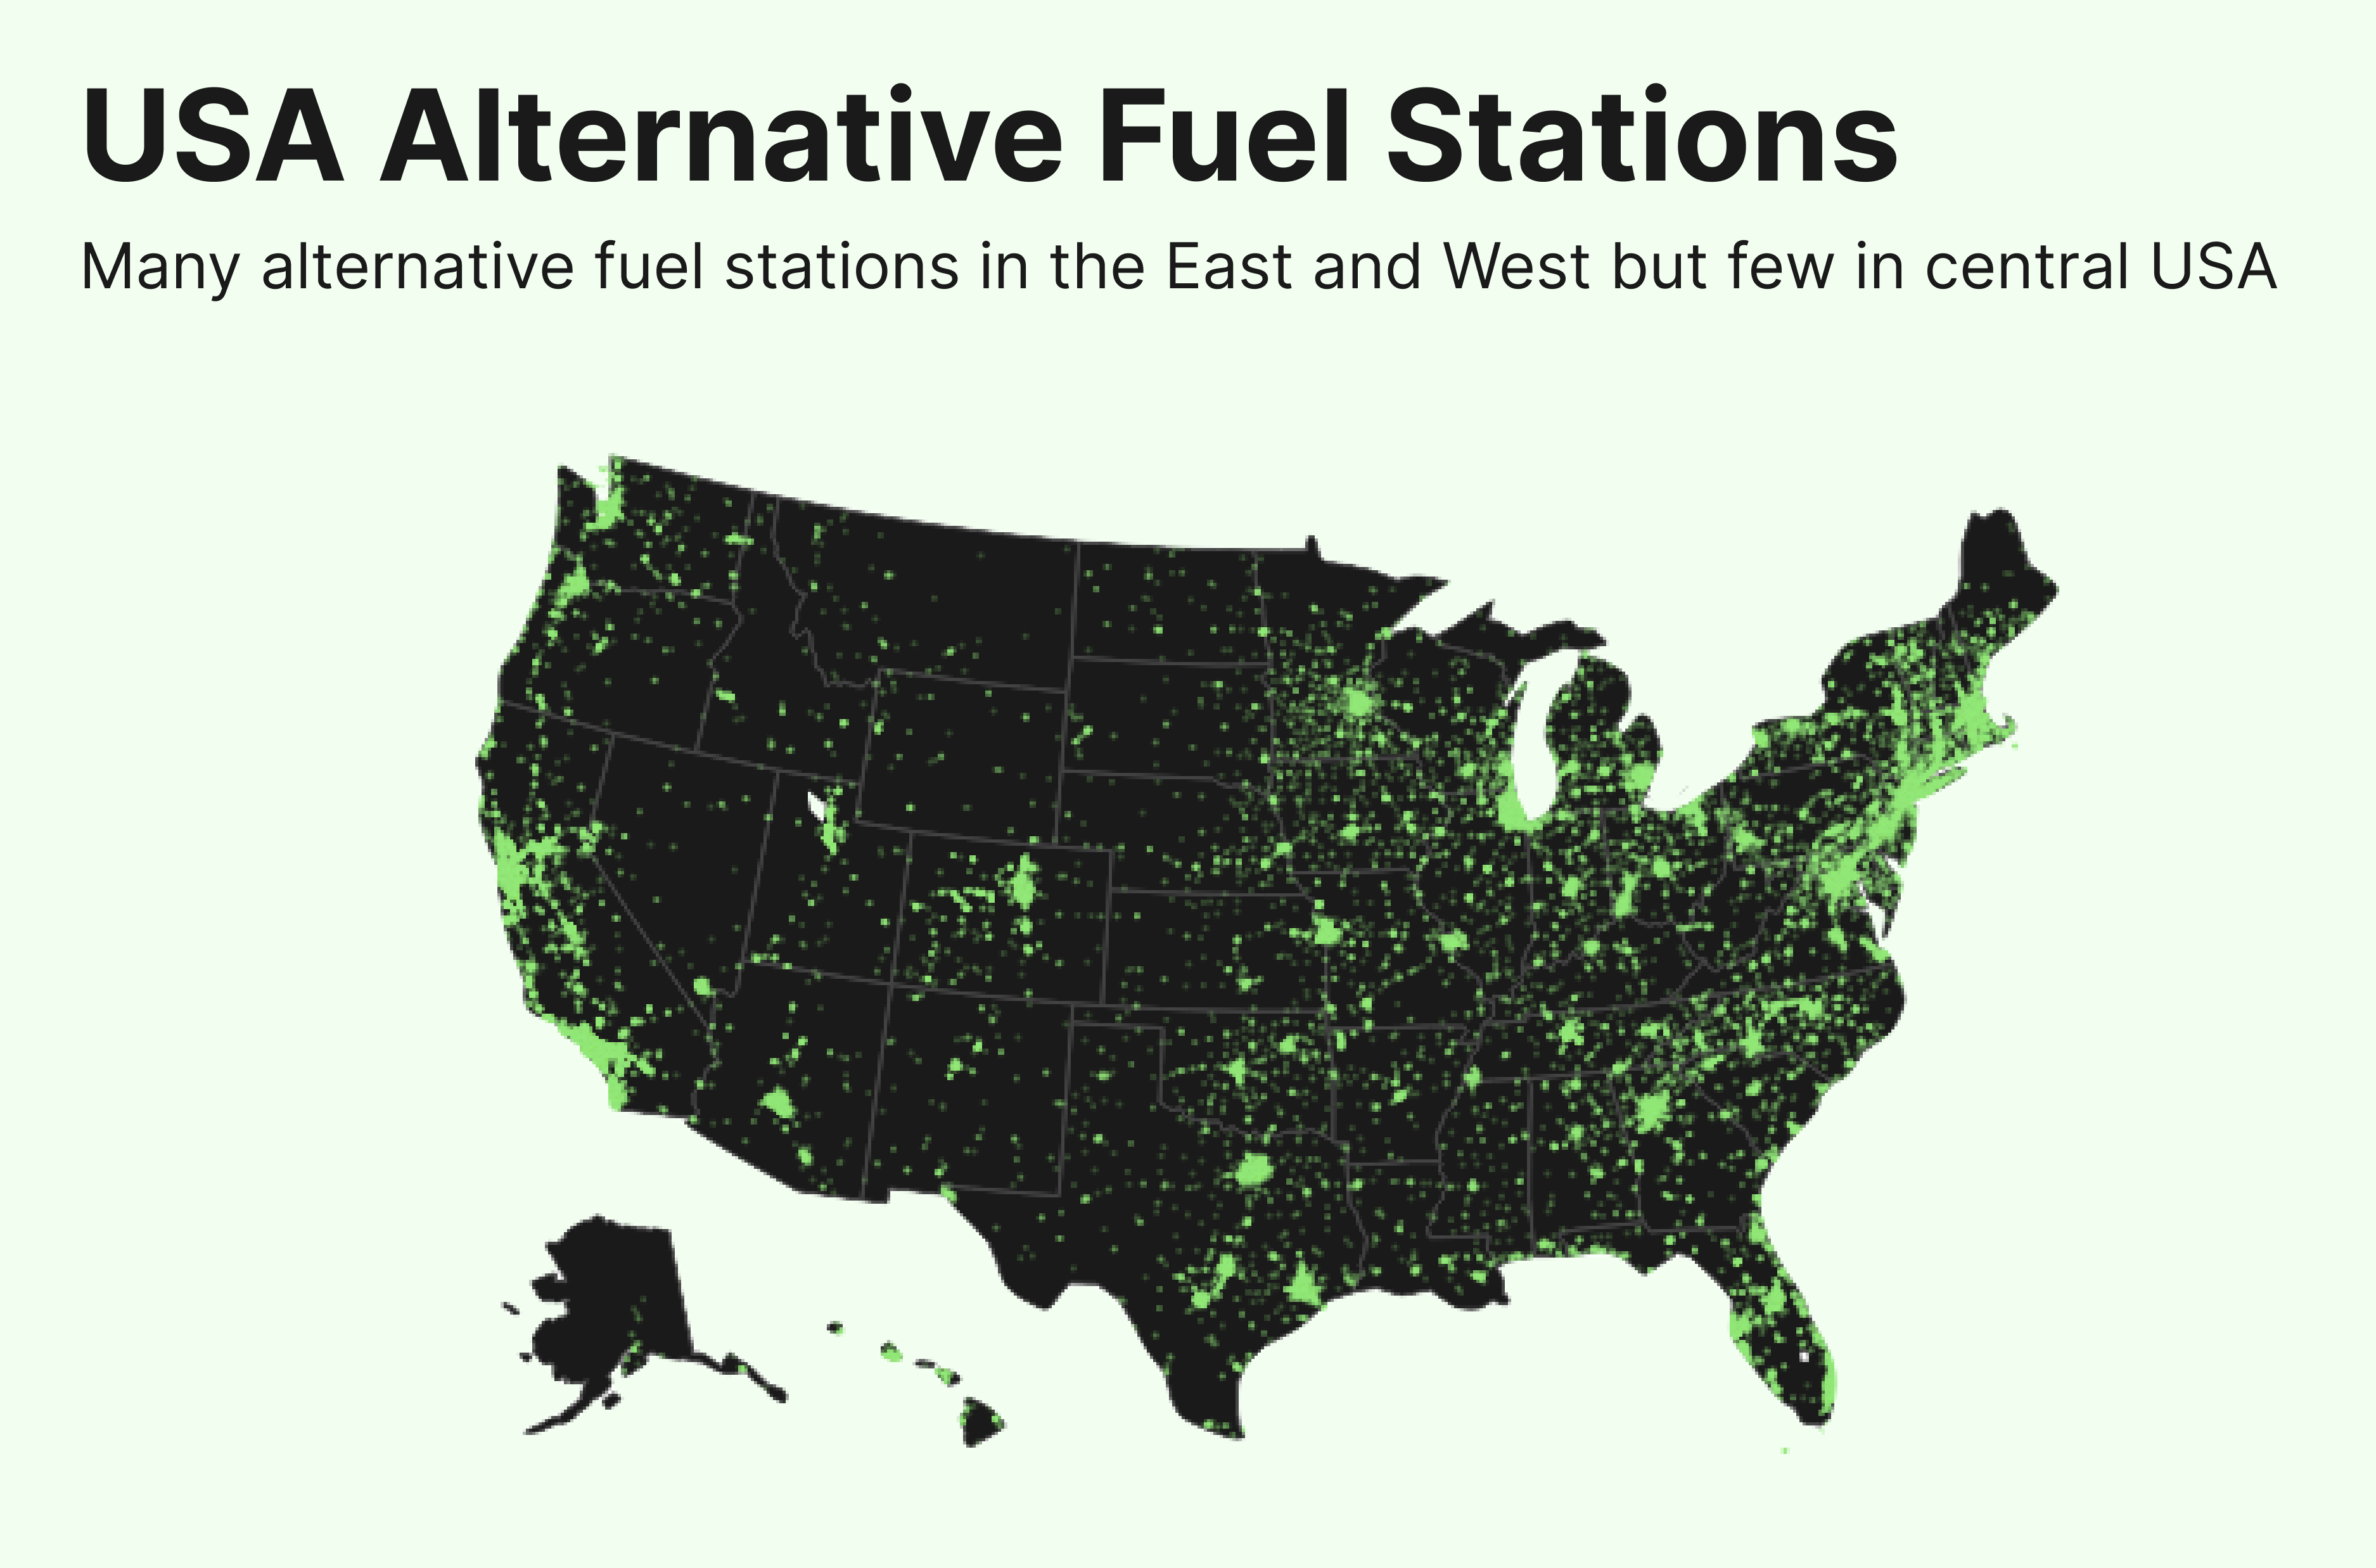 USA Alternative Fuel Stations
Many alternative fuel stations in the East and West but few in central USA